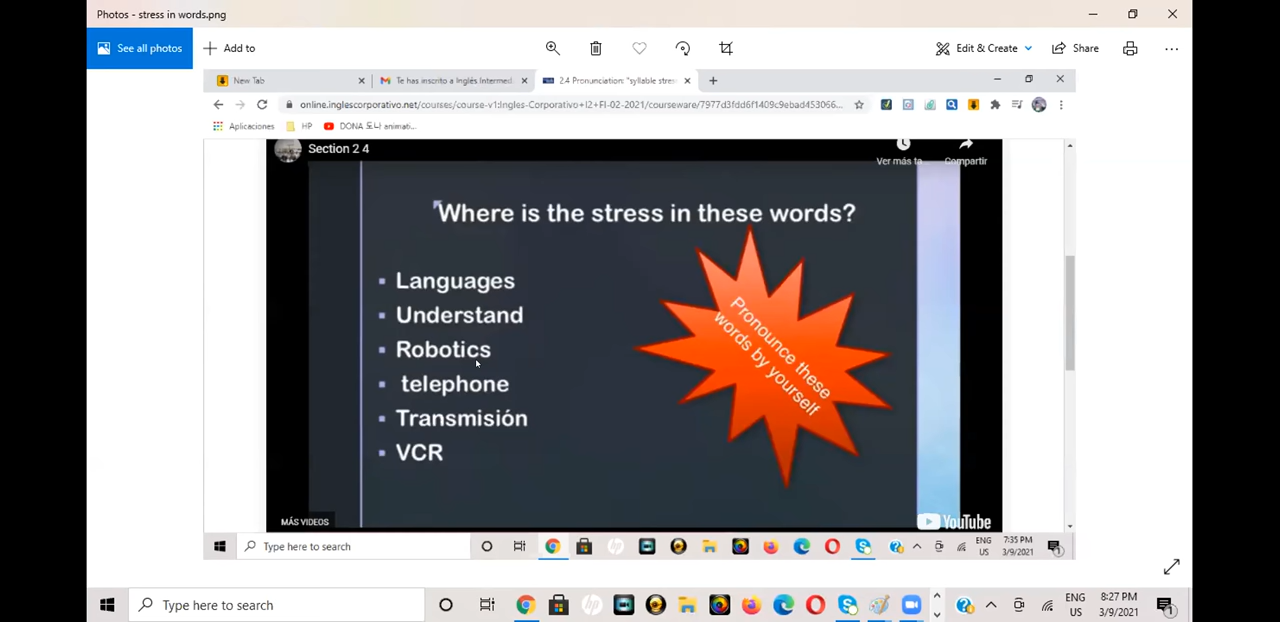 Photos - stress in words.png
See all photos
Add to
Edit & Create
Share
New Tab
Te has inscrito a Inglés Intermed
2.4 Pronunciation: "syllable stres
online.inglescorporativo.net/courses/course-v1:Ingles-Corporativo+I2+FI-02-2021/courseware/7977d3fdd6f1409c9ebad453066...
Aplicaciones
HP
DONA 도나 animati...
Section 2 4
Ver más ta
Compartir
Where is the stress in these words?
Languages
Understand
Robotics
telephone
Transmisión
VCR
Pronounce these
words by yourself
MÁS VIDEOS
YouTube
Type here to search
ENG
US
7:35 PM
3/9/2021
Type here to search
ENG
US
8:27 PM
3/9/2021